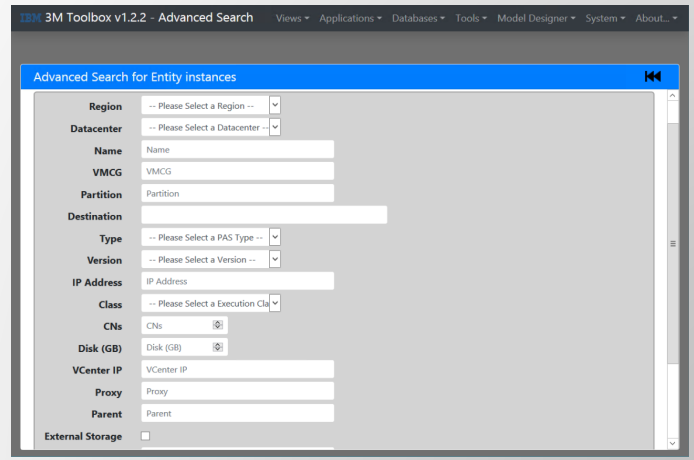 IBM 3M Toolbox v1.2.2 - Advanced Search Views Applications Databases Tools Model Designer System About...
Advanced Search for Entity instances
Region -- Please Select a Region --
Datacenter -- Please Select a Datacenter --
Name Name
VMCG VMCG
Partition Partition
Destination
Type -- Please Select a PAS Type --
Version -- Please Select a Version --
IP Address IP Address
Class -- Please Select a Execution Cla
CNs CNs
Disk (GB) Disk (GB)
VCenter IP VCenter IP
Proxy Proxy
Parent Parent
External Storage